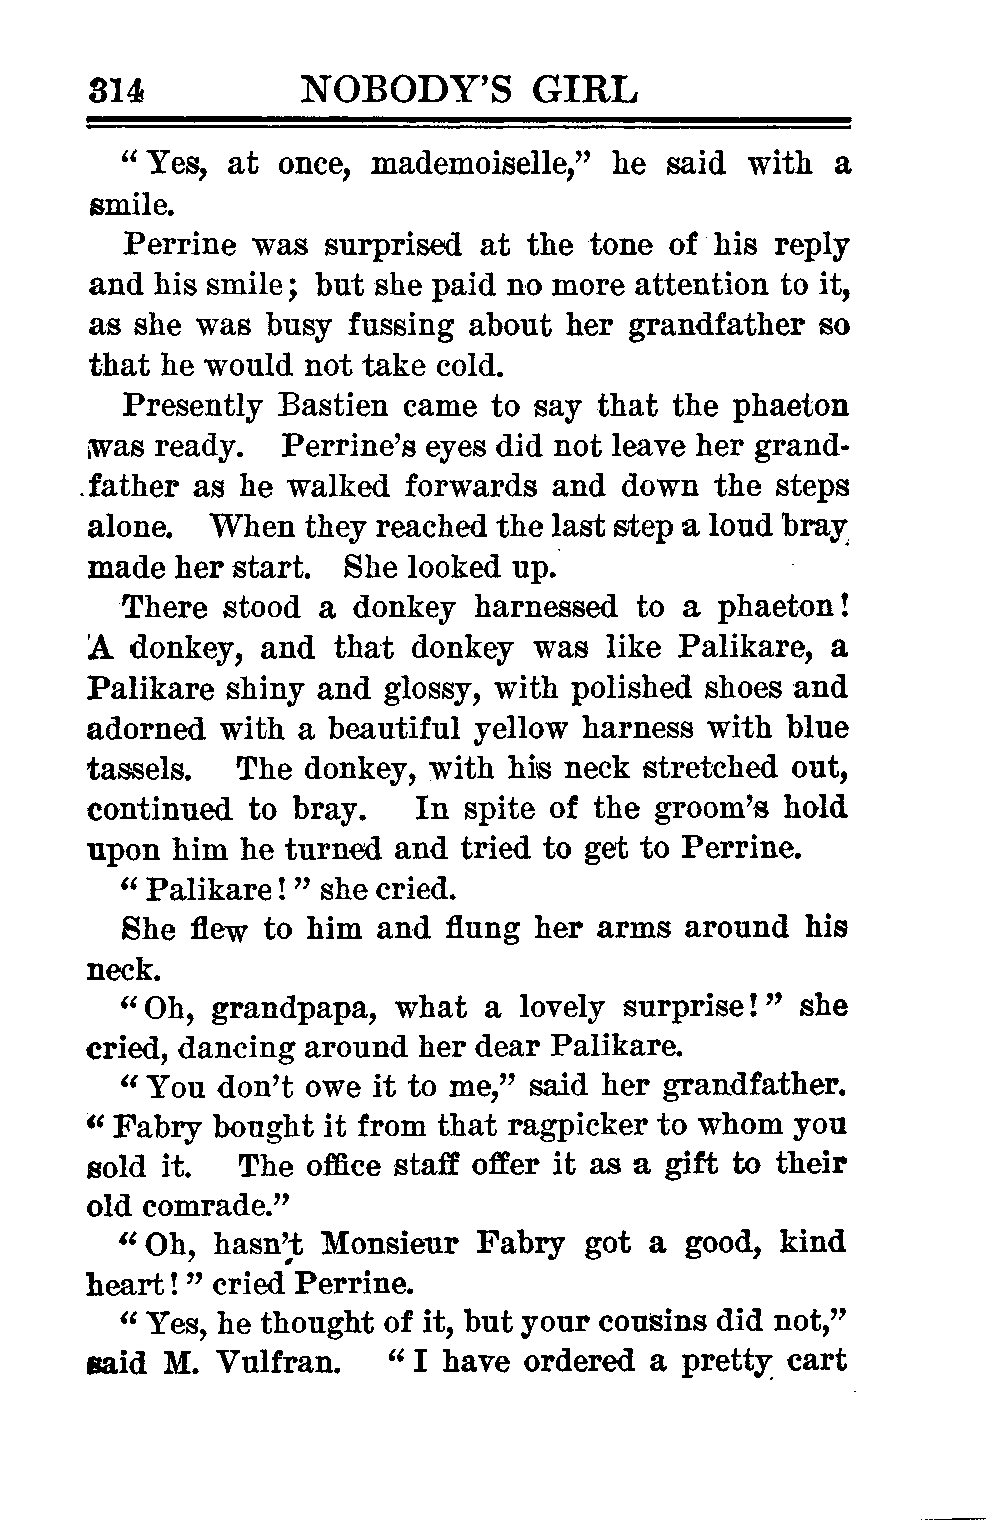 314 NOBODY'S GIRL
“Yes, at once, mademoiselle,” he said with a
smile.
Perrine was surprised at the tone of his reply
and his smile; but she paid no more attention to it,
as she was busy fussing about her grandfather so
that he would not take cold.
Presently Bastien came to say that the phaeton
was ready. Perrine's eyes did not leave her grand-
father as he walked forwards and down the steps
alone. When they reached the last step a loud bray
made her start. She looked up.
There stood a donkey harnessed to a phaeton!
A donkey, and that donkey was like Palikare, a
Palikare shiny and glossy, with polished shoes and
adorned with a beautiful yellow harness with blue
tassels. The donkey, with his neck stretched out,
continued to bray. In spite of the groom's hold
upon him he turned and tried to get to Perrine.
“Palikare!” she cried.
She flew to him and flung her arms around his
neck.
“Oh, grandpapa, what a lovely surprise!” she
cried, dancing around her dear Palikare.
“You don't owe it to me,” said her grandfather.
“Fabry bought it from that ragpicker to whom you
sold it. The office staff offer it as a gift to their
old comrade.”
“Oh, hasn't Monsieur Fabry got a good, kind
heart!” cried Perrine.
“Yes, he thought of it, but your cousins did not,”
said M. Vulfran. “I have ordered a pretty cart